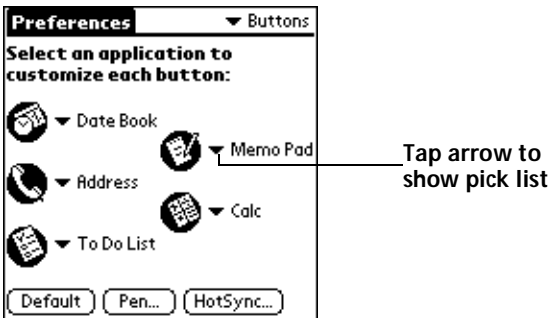 Preferences
Buttons
Select an application to
customize each button:
Date Book
Memo Pad
Address
Calc
To Do List
Default Pen... HotSync...
Tap arrow to
show pick list